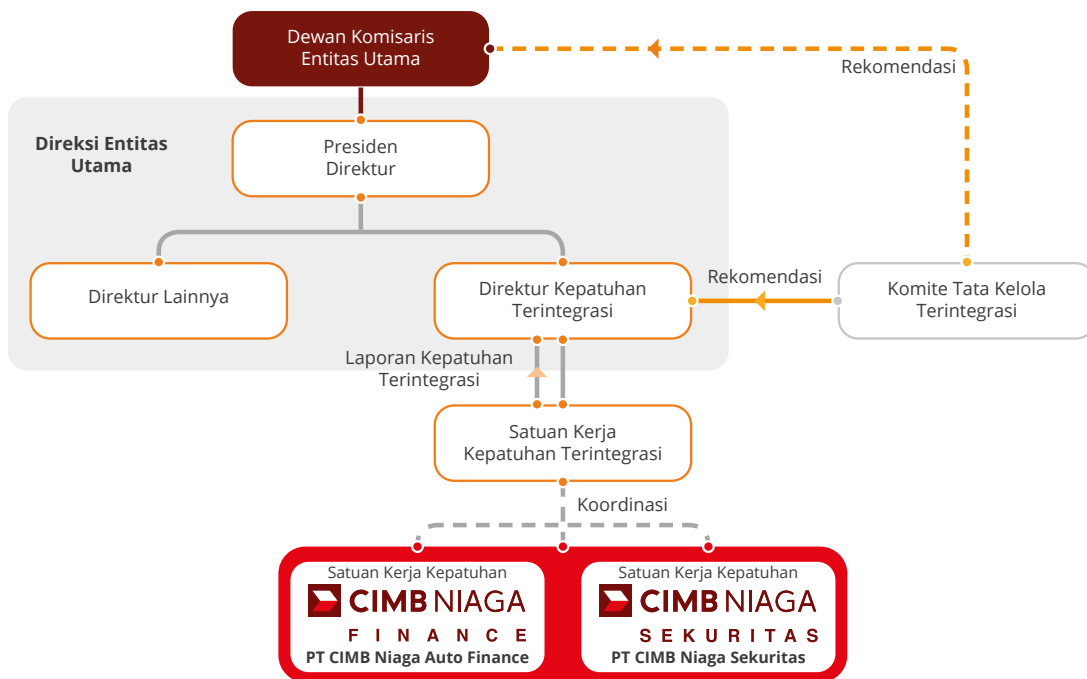 Dewan Komisaris
Entitas Utama
Rekomendasi
Direksi Entitas
Utama
Presiden
Direktur
Direktur Lainnya
Direktur Kepatuhan
Terintegrasi
Rekomendasi
Komite Tata Kelola
Terintegrasi
Laporan Kepatuhan
Terintegrasi
Satuan Kerja
Kepatuhan Terintegrasi
Koordinasi
Satuan Kerja Kepatuhan
CIMB NIAGA
FINANCE
PT CIMB Niaga Auto Finance
Satuan Kerja Kepatuhan
CIMB NIAGA
SEKURITAS
PT CIMB Niaga Sekuritas